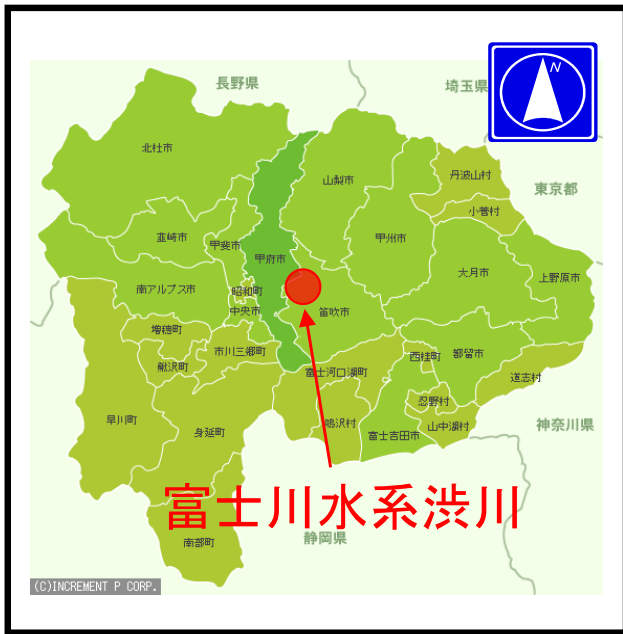 長野県
埼玉県
N
北杜市
山梨市
丹波山村
東京都
小菅村
韮崎市
甲斐市
甲府市
甲州市
大月市
上野原市
南アルプス市
昭和町
中央市
笛吹市
増穂町
市川三郷町
西桂町
都留市
鰍沢町
富士河口湖町
道志村
忍野村
早川町
身延町
鳴沢村
富士吉田市
山中湖村
神奈川県
富士川水系渋川
南部町
静岡県
(C)INCREMENT P CORP.